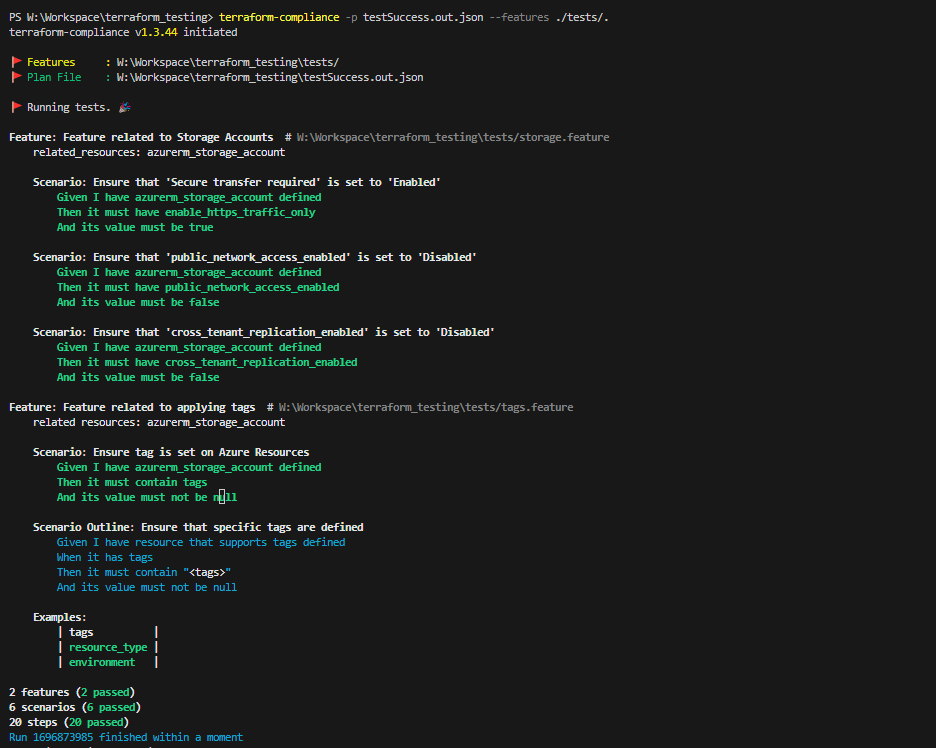 PS W:\Workspace\terraform_testing> terraform-compliance -p testSuccess.out.json --features ./tests/.
terraform-compliance v1.3.44 initiated
Features : W:\Workspace\terraform_testing\tests/
Plan File : W:\Workspace\terraform_testing\testSuccess.out.json
Running tests.
Feature: Feature related to Storage Accounts # W:\Workspace\terraform_testing\tests/storage.feature
related_resources: azurerm_storage_account
Scenario: Ensure that 'Secure transfer required' is set to 'Enabled'
Given I have azurerm_storage_account defined
Then it must have enable_https_traffic_only
And its value must be true
Scenario: Ensure that 'public_network_access_enabled' is set to 'Disabled'
Given I have azurerm_storage_account defined
Then it must have public_network_access_enabled
And its value must be false
Scenario: Ensure that 'cross_tenant_replication_enabled' is set to 'Disabled'
Given I have azurerm_storage_account defined
Then it must have cross_tenant_replication_enabled
And its value must be false
Feature: Feature related to applying tags # W:\Workspace\terraform_testing\tests/tags.feature
related resources: azurerm_storage_account
Scenario: Ensure tag is set on Azure Resources
Given I have azurerm_storage_account defined
Then it must contain tags
And its value must not be null
Scenario Outline: Ensure that specific tags are defined
Given I have resource that supports tags defined
When it has tags
Then it must contain "<tags>"
And its value must not be null
Examples:
| tags |
| resource_type |
| environment |
2 features (2 passed)
6 scenarios (6 passed)
20 steps (20 passed)
Run 1696873985 finished within a moment